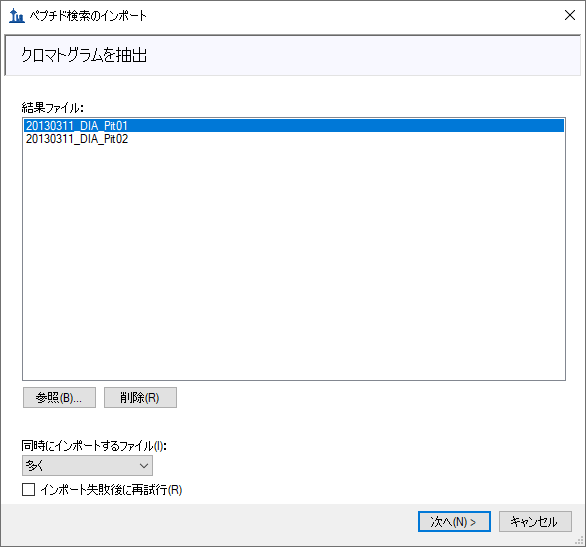 ペプチド検索のインポート
クロマトグラムを抽出
結果ファイル:
20130311_DIA_Pit01
20130311_DIA_Pit02
参照(B)... 削除(R)
同時にインポートするファイル(I):
多く
インポート失敗後に再試行(R)
次へ(N) > キャンセル